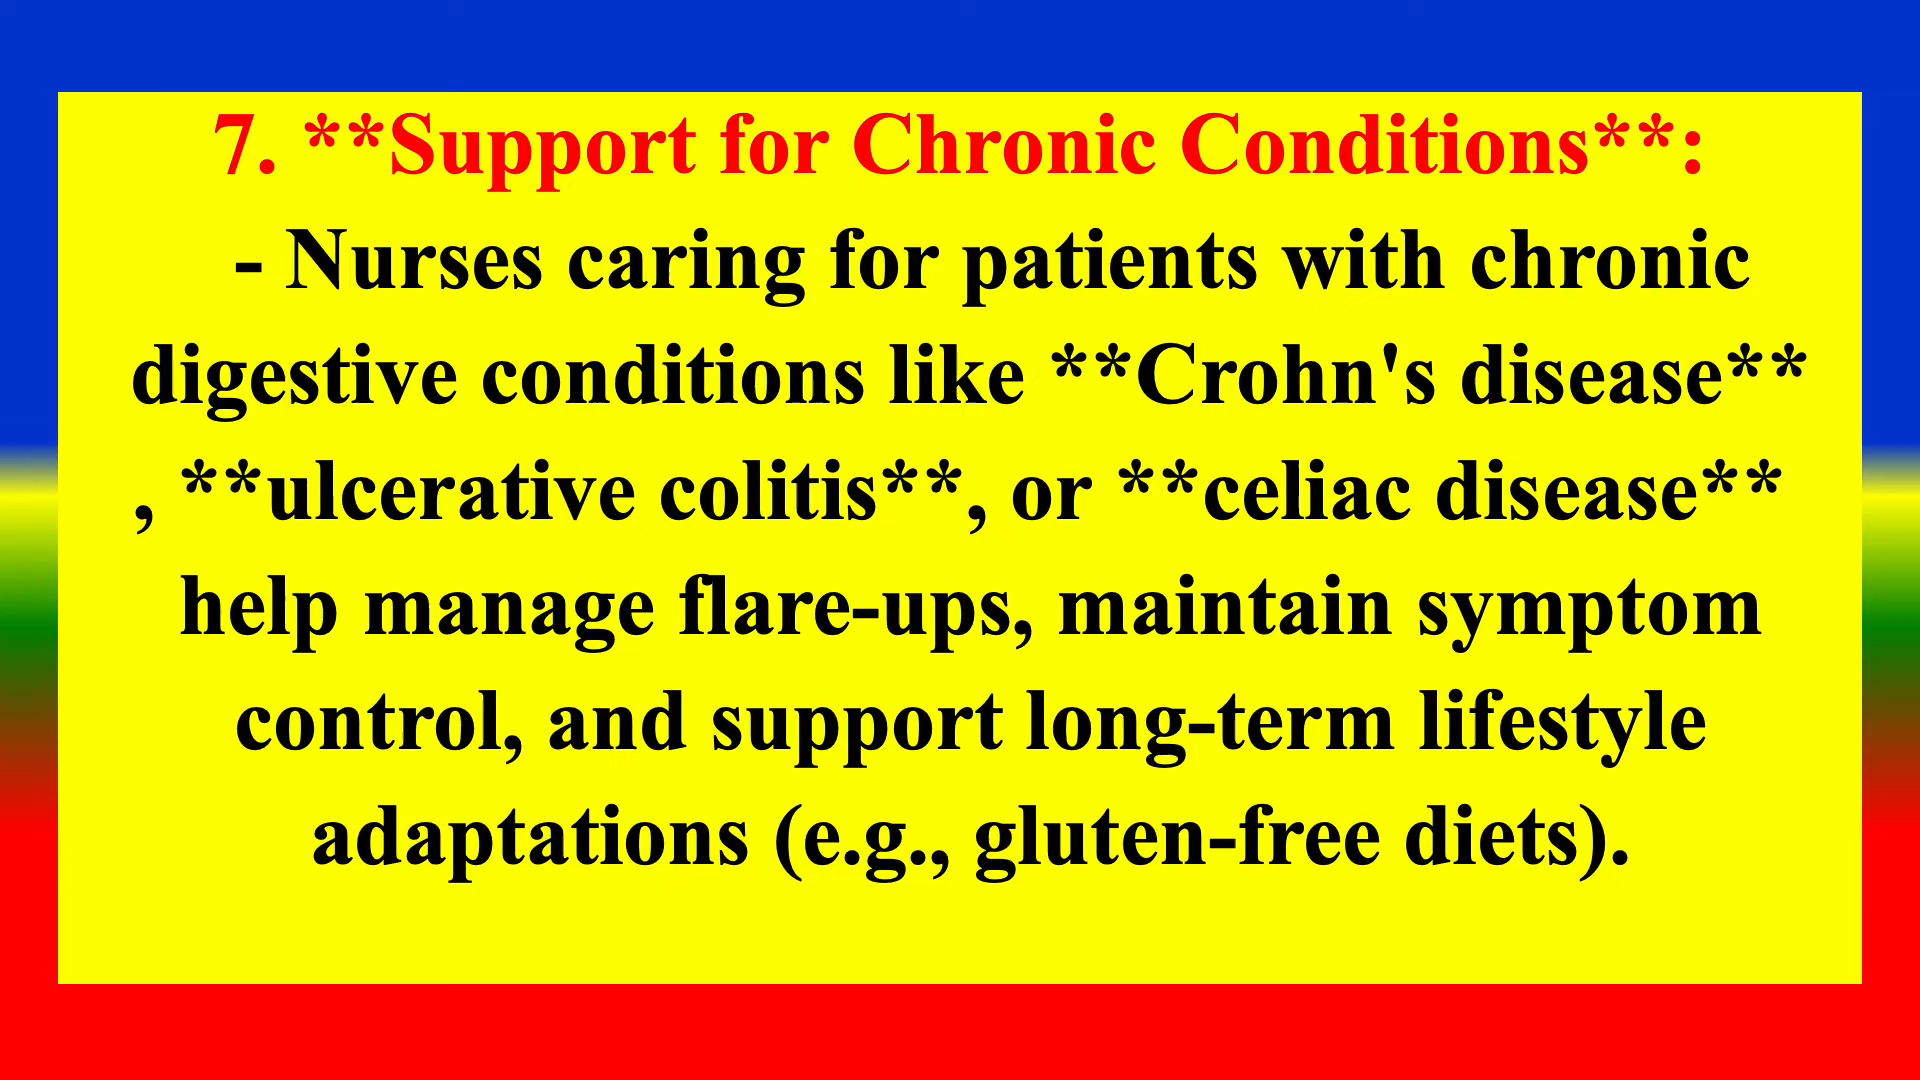 7. **Support for Chronic Conditions**:
- Nurses caring for patients with chronic
digestive conditions like **Crohn's disease**
, **ulcerative colitis**, or **celiac disease**
help manage flare-ups, maintain symptom
control, and support long-term lifestyle
adaptations (e.g., gluten-free diets).